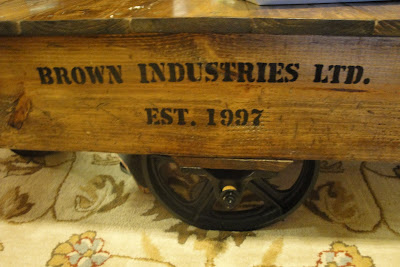 BROWN INDUSTRIES LTD.
EST. 1997